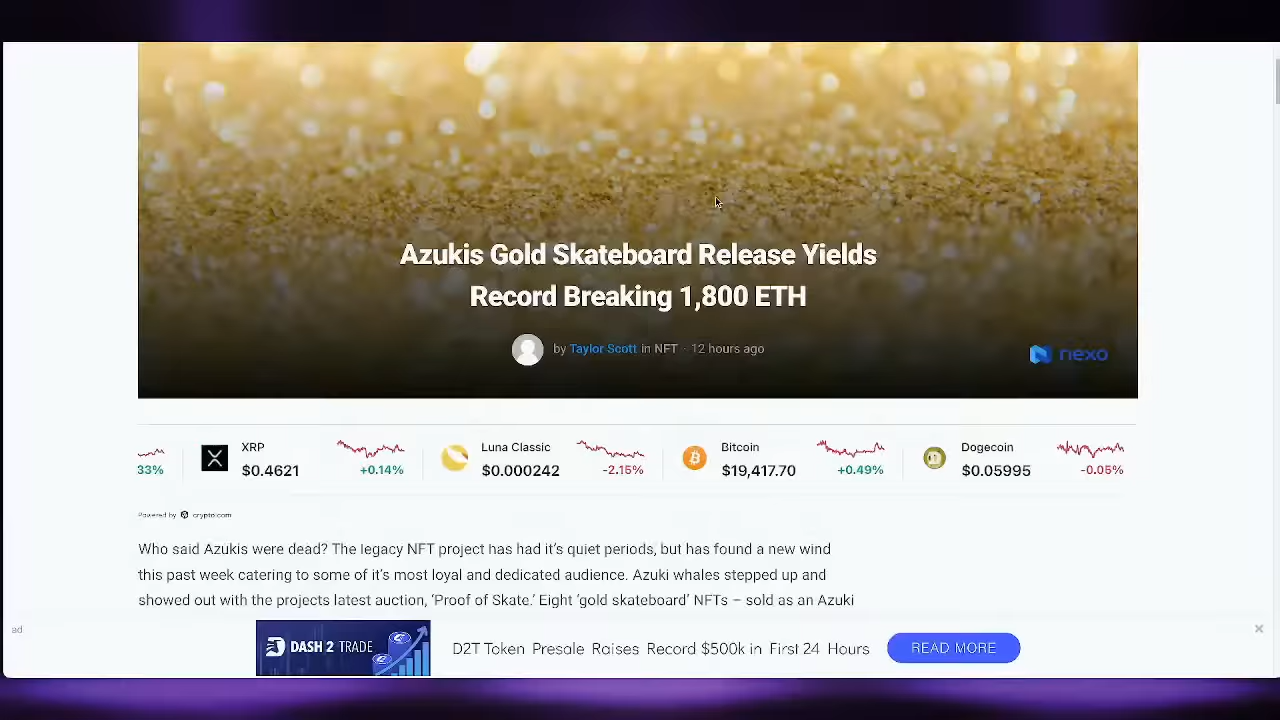 Azukis Gold Skateboard Release Yields
Record Breaking 1,800 ETH
by Taylor Scott in NFT · 12 hours ago
nexo
33%
XRP
$0.4621
+0.14%
Luna Classic
$0.000242
-2.15%
Bitcoin
$19,417.70
+0.49%
Dogecoin
$0.05995
-0.05%
Powered by crypto.com
Who said Azukis were dead? The legacy NFT project has had it's quiet periods, but has found a new wind
this past week catering to some of it's most loyal and dedicated audience. Azuki whales stepped up and
showed out with the projects latest auction, 'Proof of Skate.' Eight 'gold skateboard' NFTs – sold as an Azuki
ad
DASH 2 TRADE
D2T Token Presale Raises Record $500k in First 24 Hours
READ MORE